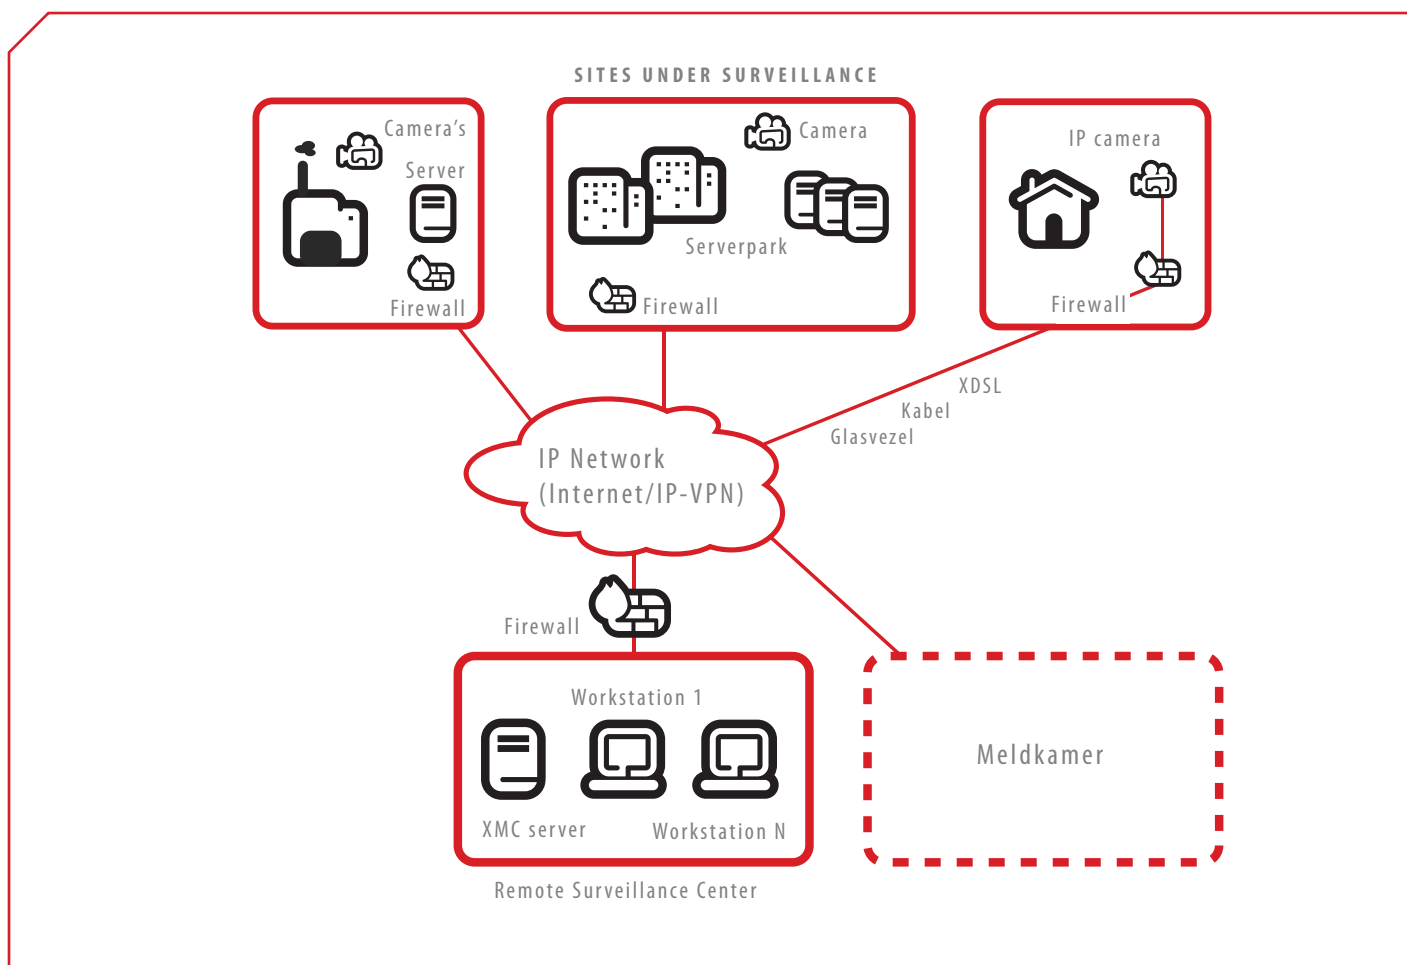 SITES UNDER SURVEILLANCE
Camera's
Server
Firewall
Camera
Serverpark
Firewall
IP camera
Firewall
XDSL
Kabel
Glasvezel
IP Network
(Internet/IP-VPN)
Firewall
Workstation 1
XMC server
Workstation N
Remote Surveillance Center
Meldkamer